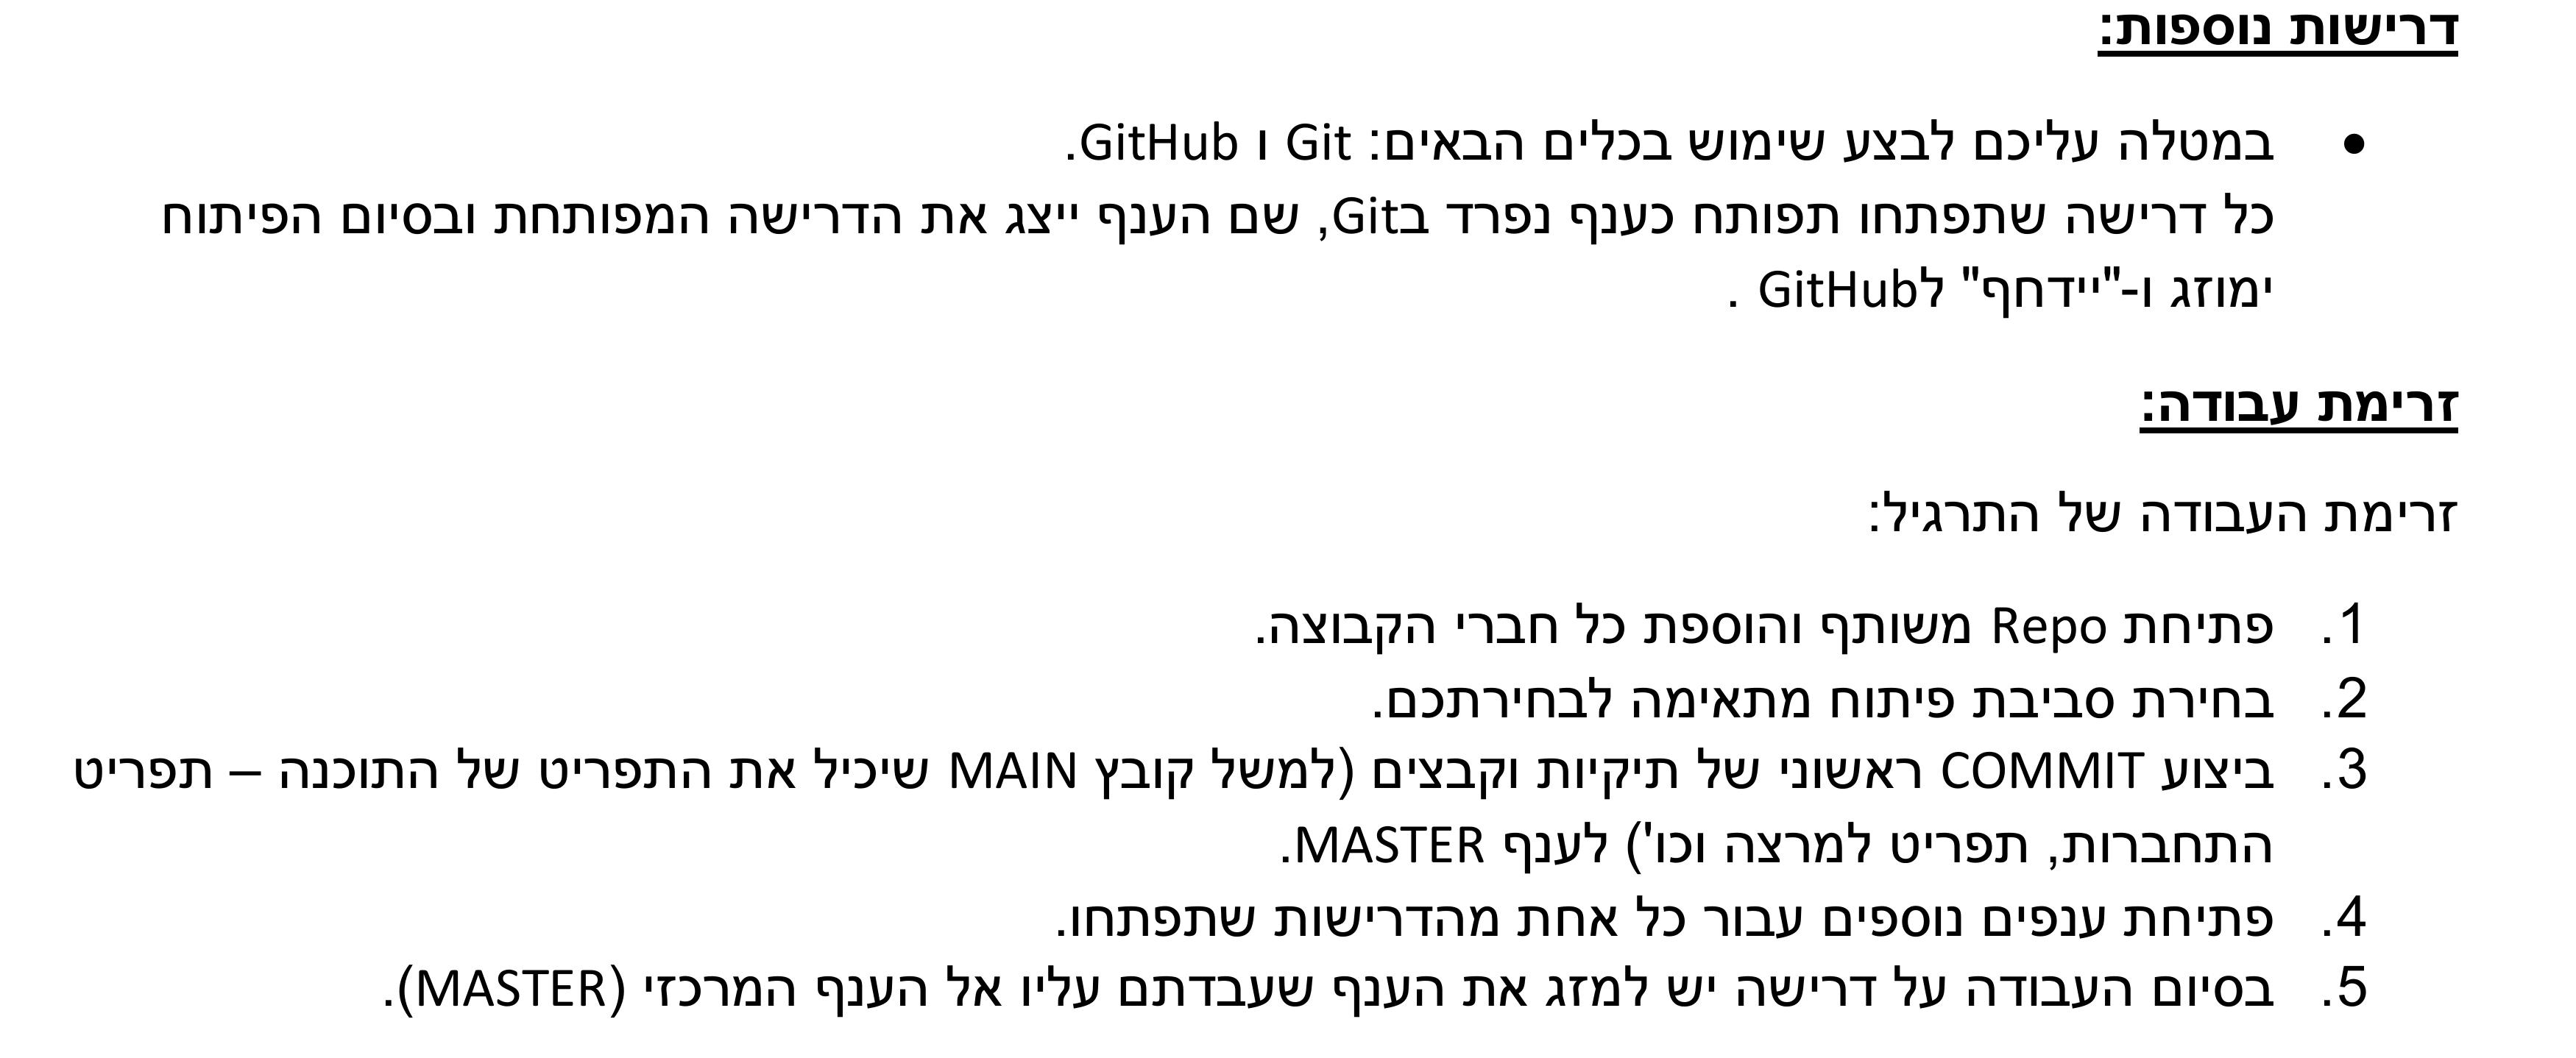 דרישות נוספות:
• במטלה עליכם לבצע שימוש בכלים הבאים: Git ו GitHub.
כל דרישה שתפתחו תפותח כענף נפרד בGit, שם הענף ייצג את הדרישה המפותחת ובסיום הפיתוח
ימוזג ו-"יידחף" לGitHub .
זרימת עבודה:
זרימת העבודה של התרגיל:
1. פתיחת Repo משותף והוספת כל חברי הקבוצה.
2. בחירת סביבת פיתוח מתאימה לבחירתכם.
3. ביצוע COMMIT ראשוני של תיקיות וקבצים (למשל קובץ MAIN שיכיל את התפריט של התוכנה – תפריט
התחברות, תפריט למרצה וכו') לענף MASTER.
4. פתיחת ענפים נוספים עבור כל אחת מהדרישות שתפתחו.
5. בסיום העבודה על דרישה יש למזג את הענף שעבדתם עליו אל הענף המרכזי (MASTER).